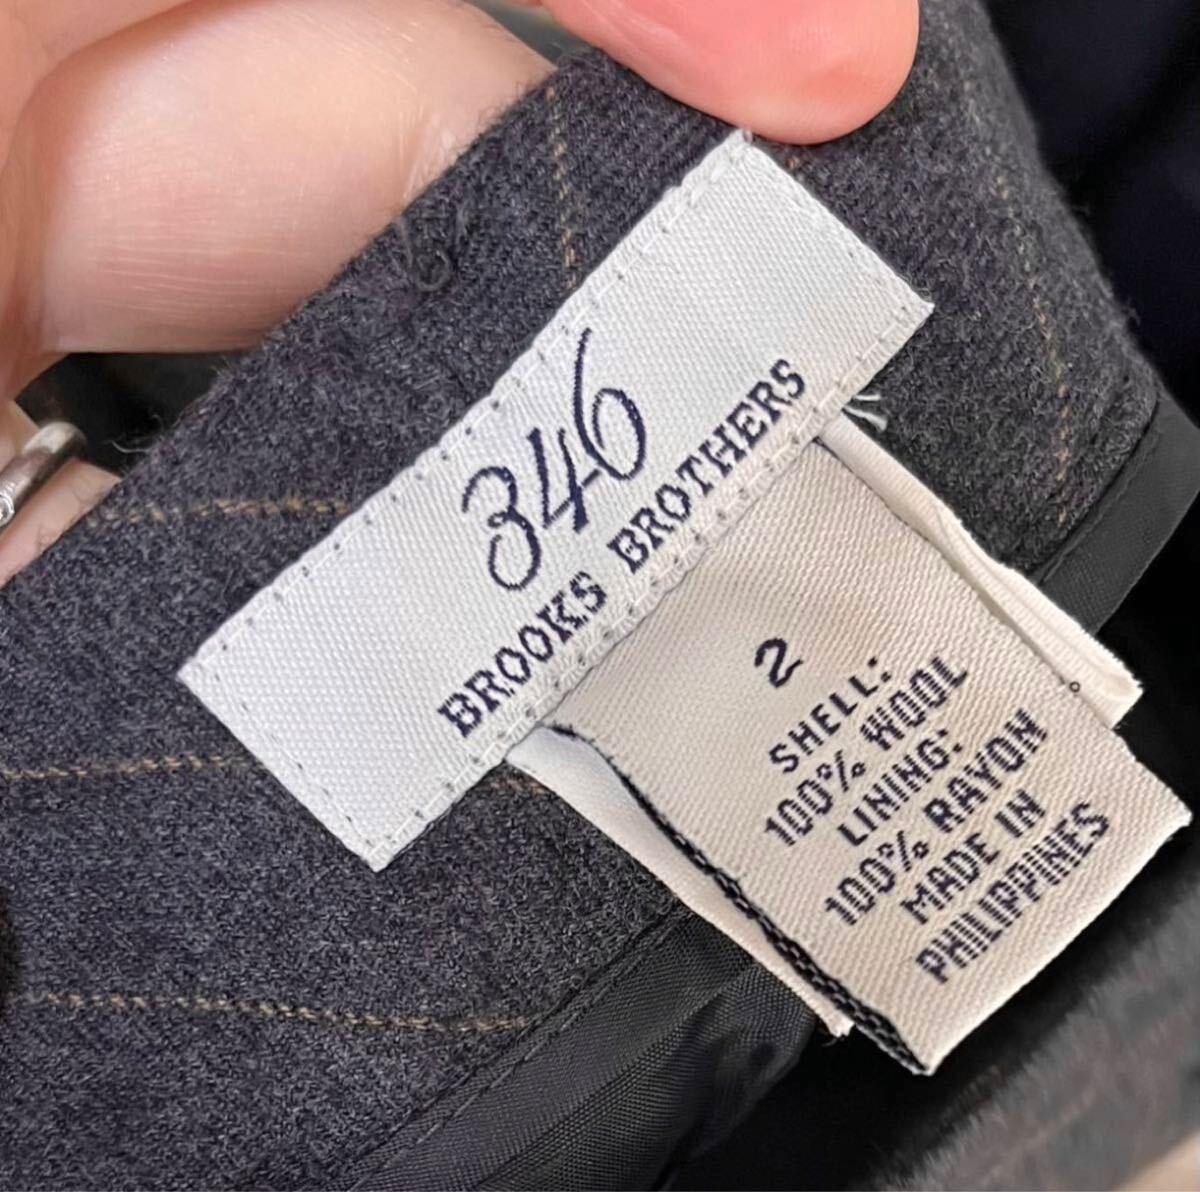 346
BROOKS BROTHERS
2
SHELL:
100% WOOL
LINING:
100% RAYON
MADE IN
PHILIPPINES